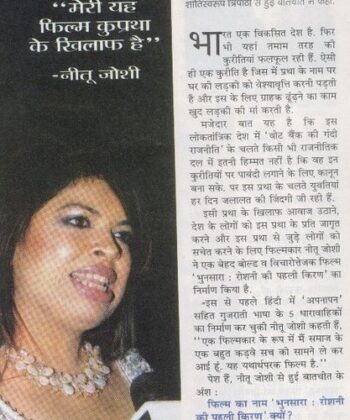 ‘‘मेरी यह
फिल्म कुप्रथा
के खिलाफ है’’
-नीतू जोशी
शांतिस्वरूप त्रिपाठी से हुई बातचीत में कहा।
भारत एक विकसित देश है. फिर
भी यहां तमाम तरह की
कुरीतियां फलफूल रही हैं. ऐसी
ही एक कुरीति है जिस में प्रथा के नाम पर
घर की लड़की को वेश्यावृत्ति करनी पड़ती
है और इस के लिए ग्राहक ढूंढ़ने का काम
खुद लड़की की मां करती है.
मजेदार बात यह है कि इस
लोकतांत्रिक देश में ‘वोट बैंक की गंदी
राजनीति’ के चलते किसी भी राजनीतिक
दल में इतनी हिम्मत नहीं है कि वह इन
कुरीतियों पर पाबंदी लगाने के लिए कानून
बना सके. पर इस प्रथा के चलते युवतियां
हर दिन जलालत की जिंदगी जी रही हैं.
इसी प्रथा के खिलाफ आवाज उठाने,
देश के लोगों को इस प्रथा के प्रति जागृत
करने और इस प्रथा से जुड़े लोगों को
सचेत करने के लिए फिल्मकार नीतू जोशी
ने एक बेहद बोल्ड व विचारोत्तेजक फिल्म
‘भुनसारा : रोशनी की पहली किरण’ का
निर्माण किया है.
-इस से पहले हिंदी में ‘अपनापन’
सहित गुजराती भाषा के 5 धारावाहिकों
का निर्माण कर चुकी नीतू जोशी कहती हैं,
‘‘एक फिल्मकार के रूप में मैं समाज के
एक बहुत कड़वे सच को सामने ले कर
आई हूं. यह यथार्थपरक फिल्म है.’’
पेश हैं, नीतू जोशी से हुई बातचीत के
अंश :
फिल्म का नाम ‘भुनसारा : रोशनी
की पहली किरण’ क्यों ?